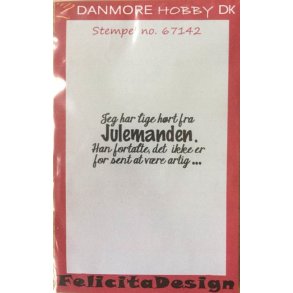 DANMORE HOBBY DK
Stempel no. 67142
Jeg har lige hørt fra
Julemanden.
Han fortalte, det ikke er
for sent at være artig ...
FelicitaDesign